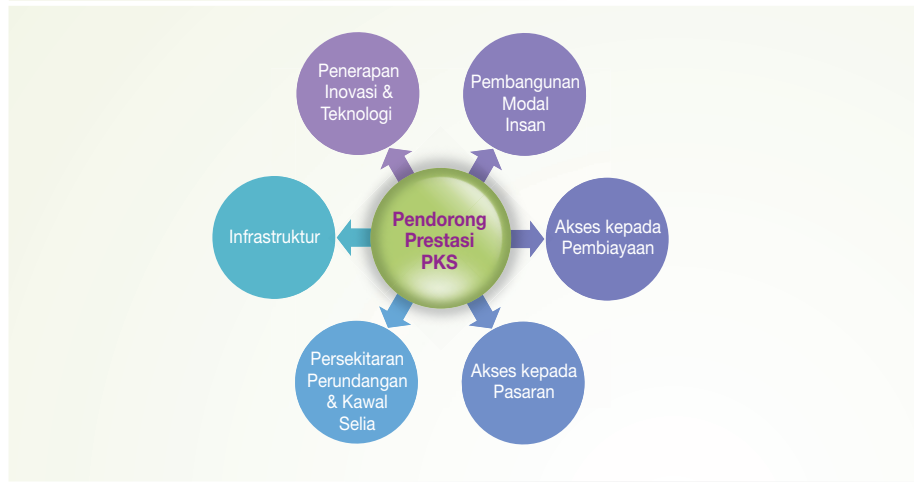 Penerapan
Inovasi &
Teknologi
Pembangunan
Modal
Insan
Infrastruktur
Pendorong
Prestasi
PKS
Akses kepada
Pembiayaan
Persekitaran
Perundangan
& Kawal
Selia
Akses kepada
Pasaran